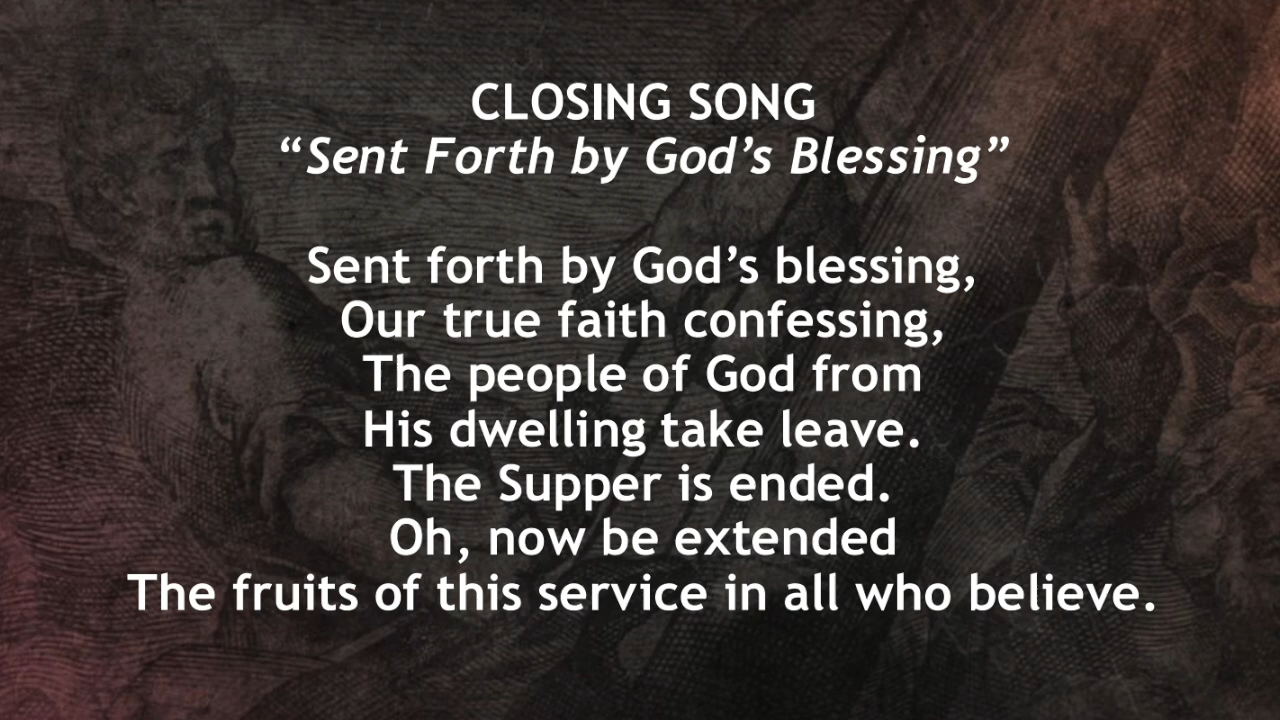 CLOSING SONG
“Sent Forth by God’s Blessing”
Sent forth by God’s blessing,
Our true faith confessing,
The people of God from
His dwelling take leave.
The Supper is ended.
Oh, now be extended
The fruits of this service in all who believe.